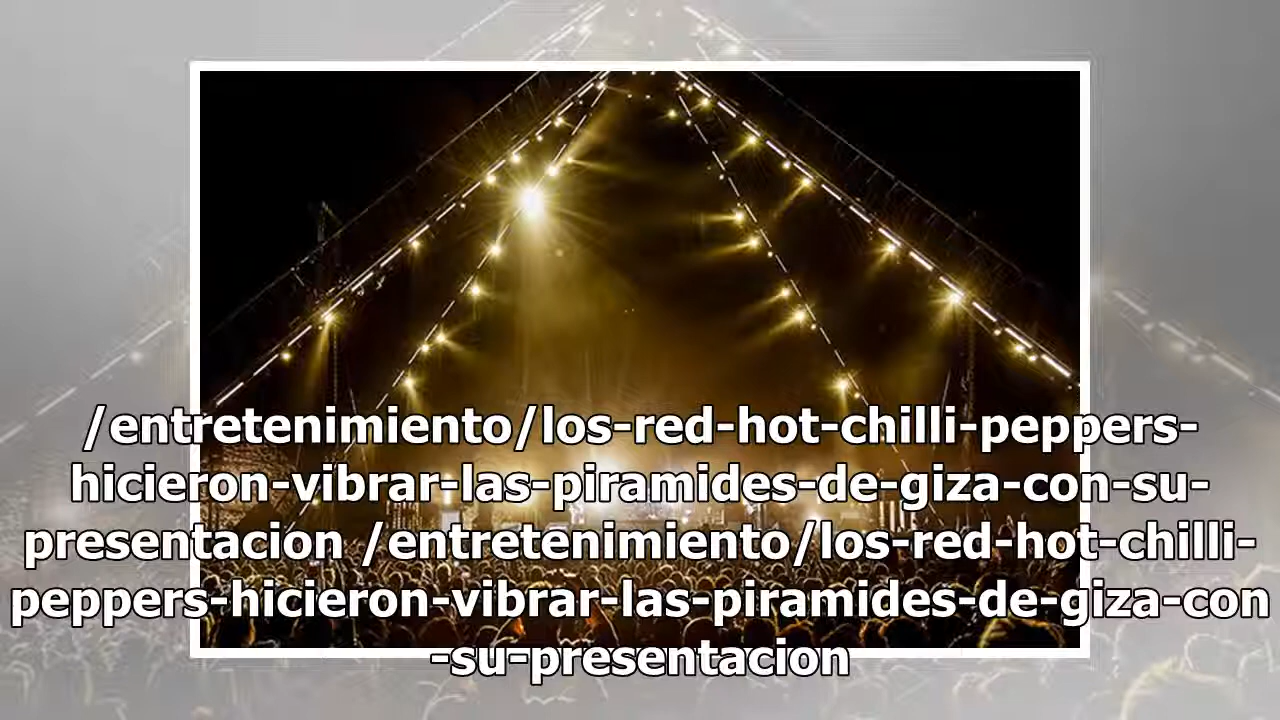 /entretenimiento/los-red-hot-chilli-peppers-
hicieron-vibrar-las-piramides-de-giza-con-su-
presentacion /entretenimiento/los-red-hot-chilli-
peppers-hicieron-vibrar-las-piramides-de-giza-con
-su-presentacion